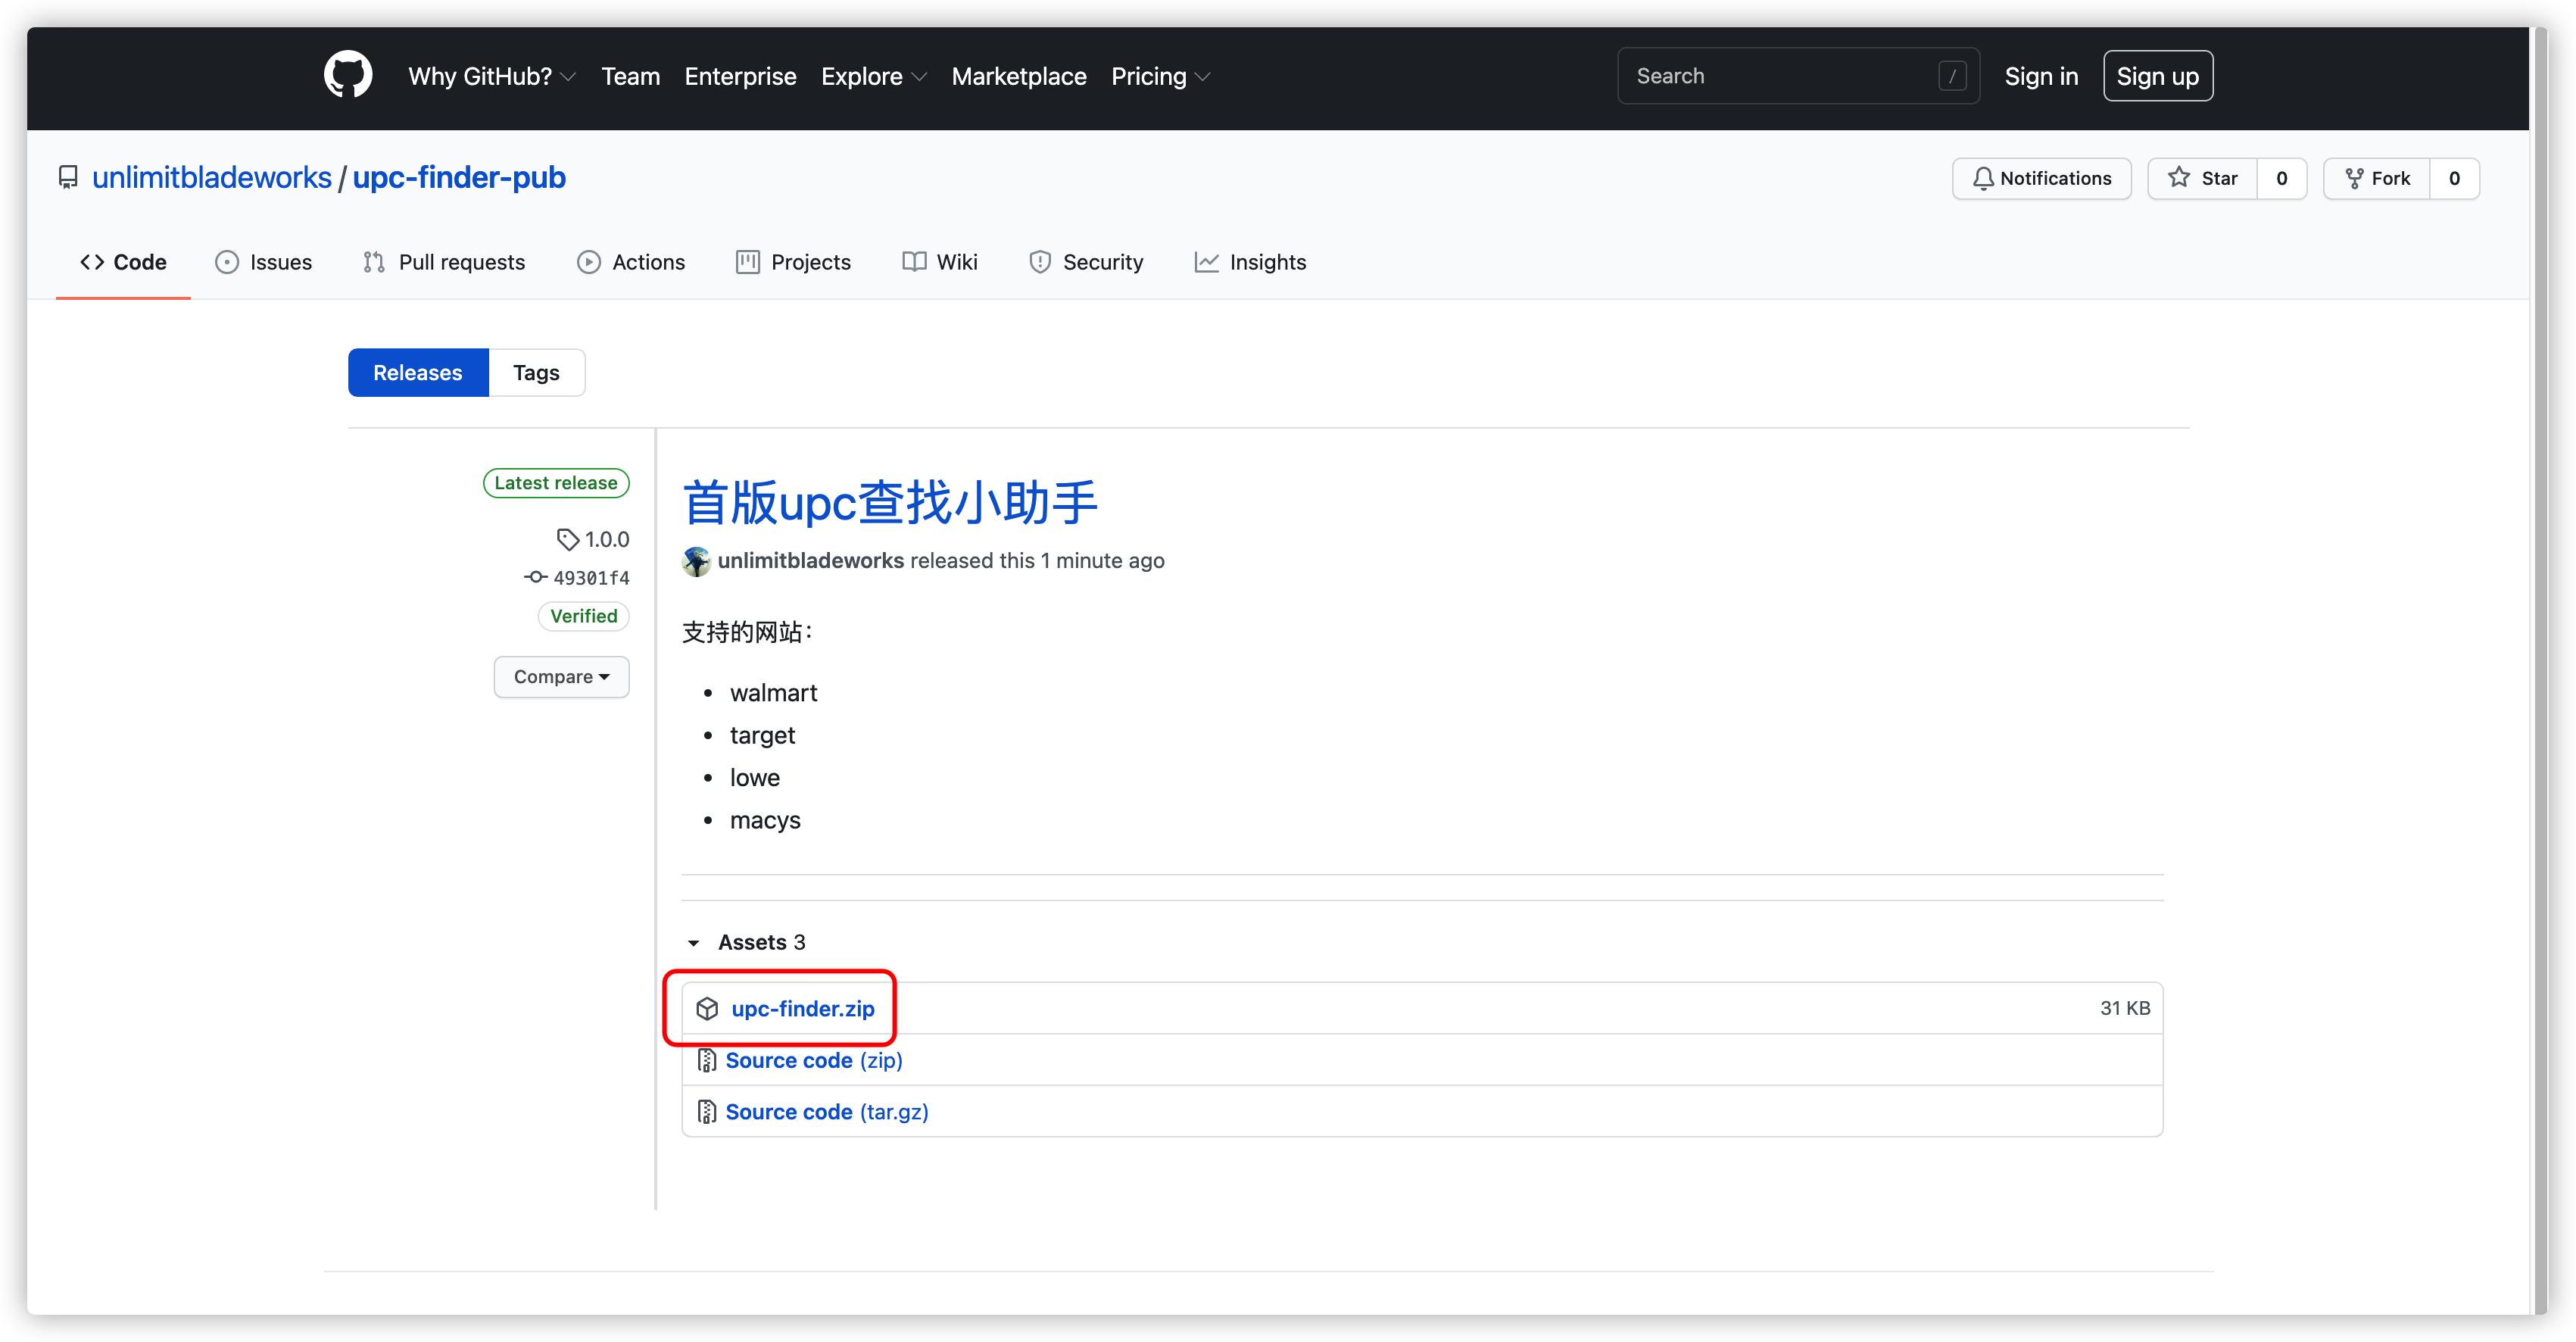 Why GitHub? Team Enterprise Explore Marketplace Pricing Search / Sign in Sign up
unlimitbladeworks / upc-finder-pub Notifications Star 0 Fork 0
Code Issues Pull requests Actions Projects Wiki Security Insights
Releases Tags
Latest release
1.0.0
49301f4
Verified
Compare
首版upc查找小助手
unlimitbladeworks released this 1 minute ago
支持的网站：
walmart
target
lowe
macys
Assets 3
upc-finder.zip 31 KB
Source code (zip)
Source code (tar.gz)